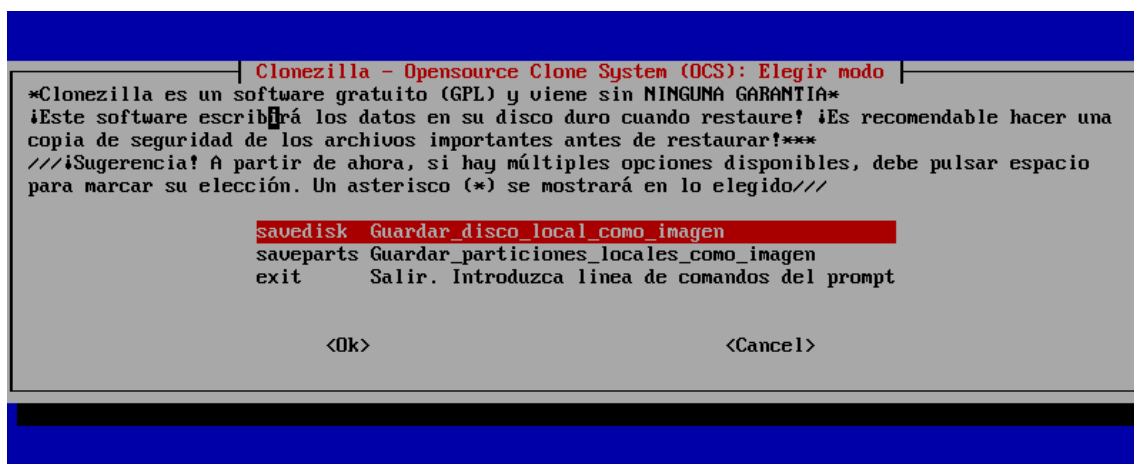 Clonezilla - Opensource Clone System (OCS): Elegir modo
*Clonezilla es un software gratuito (GPL) y viene sin NINGUNA GARANTIA*
¡Este software escribirá los datos en su disco duro cuando restaure! ¡Es recomendable hacer una
copia de seguridad de los archivos importantes antes de restaurar!***
///¡Sugerencia! A partir de ahora, si hay múltiples opciones disponibles, debe pulsar espacio
para marcar su elección. Un asterisco (*) se mostrará en lo elegido///
savedisk Guardar_disco_local_como_imagen
saveparts Guardar_particiones_locales_como_imagen
exit Salir. Introduzca linea de comandos del prompt
<Ok> <Cancel>